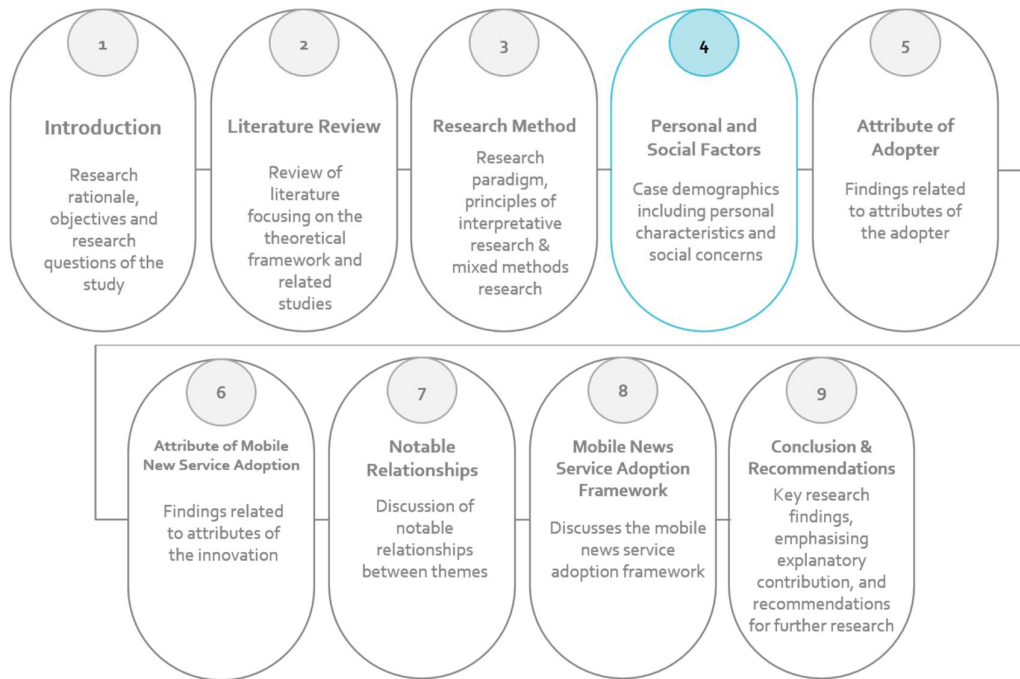 1
Introduction
Research
rationale,
objectives and
research
questions of the
study
2
Literature Review
Review of
literature
focusing on the
theoretical
framework and
related
studies
3
Research Method
Research
paradigm,
principles of
interpretative
research &
mixed methods
research
4
Personal and
Social Factors
Case demographics
including personal
characteristics and
social concerns
5
Attribute of
Adopter
Findings related
to attributes of
the adopter
6
Attribute of Mobile
New Service Adoption
Findings related
to attributes of
the innovation
7
Notable
Relationships
Discussion of
notable
relationships
between themes
8
Mobile News
Service Adoption
Framework
Discusses the mobile
news service
adoption framework
9
Conclusion &
Recommendations
Key research
findings,
emphasising
explanatory
contribution, and
recommendations
for further research